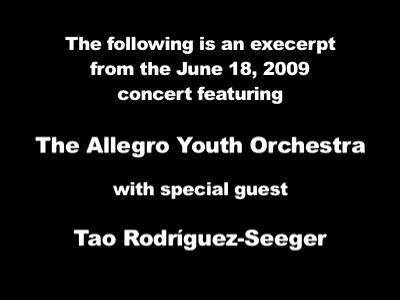 The following is an execerpt
from the June 18, 2009
concert featuring
The Allegro Youth Orchestra
with special guest
Tao Rodríguez-Seeger